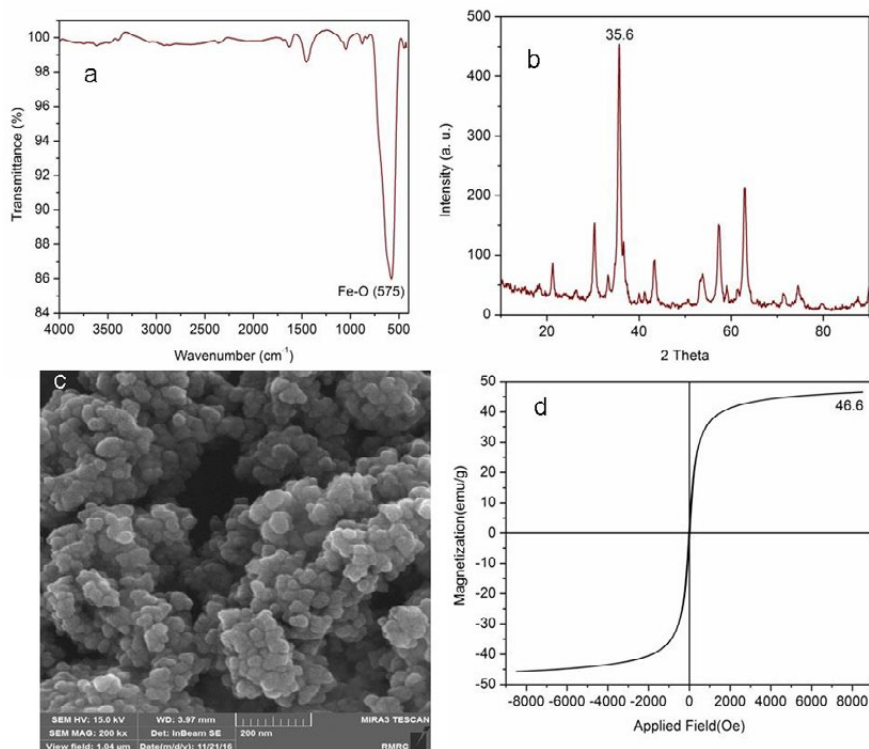 a
Transmittance (%)
100
98
96
94
92
90
88
86
84
Fe-O (575)
4000 3500 3000 2500 2000 1500 1000 500
Wavenumber (cm⁻¹)
b
35.6
Intensity (a. u.)
500
400
300
200
100
0
20 40 60 80
2 Theta
c
SEM HV: 15.0 kV WD: 3.97 mm MIRA3 TESCAN
SEM MAG: 200 kx Det: InBeam SE 200 nm
View field: 1.04 µm Date(m/d/y): 11/21/16 RMRC
d
46.6
Magnetization(emu/g)
50
40
30
20
10
0
-10
-20
-30
-40
-50
-8000 -6000 -4000 -2000 0 2000 4000 6000 8000
Applied Field(Oe)